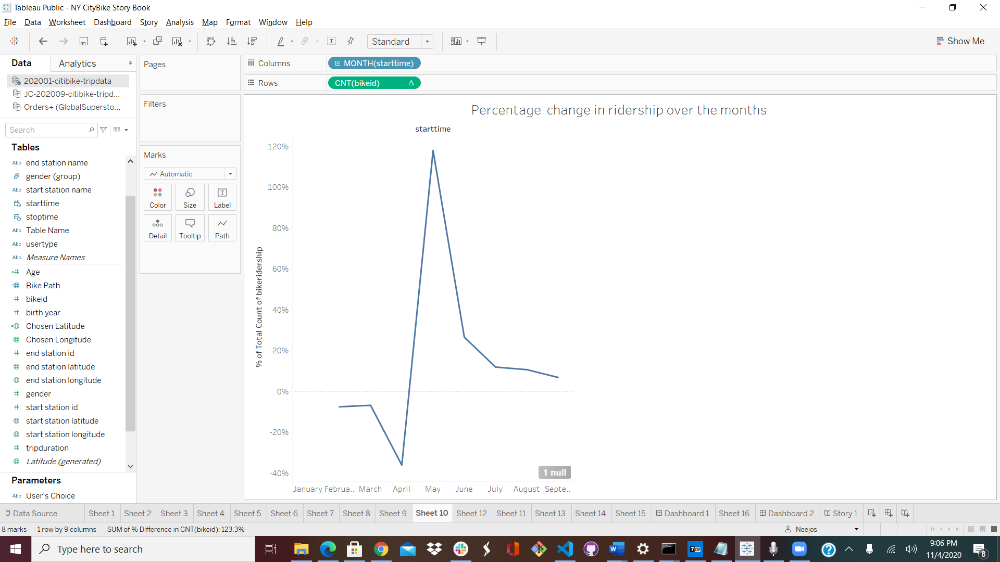 Tableau Public - NY CityBike Story Book
File Data Worksheet Dashboard Story Analysis Map Format Window Help
Standard
Show Me
Data Analytics
202001-citibike-tripdata
JC-202009-citibike-tripd...
Orders+ (GlobalSupersto...
Search
Tables
Abc end station name
gender (group)
Abc start station name
starttime
stoptime
Abc Table Name
Abc usertype
Abc Measure Names
Age
Bike Path
bikeid
birth year
Chosen Latitude
Chosen Longitude
end station id
end station latitude
end station longitude
gender
start station id
start station latitude
start station longitude
tripduration
Latitude (generated)
Parameters
Abc User's Choice
Pages
Filters
Marks
Automatic
Color Size Label
Detail Tooltip Path
Columns MONTH(starttime)
Rows CNT(bikeid) Δ
Percentage change in ridership over the months
starttime
% of Total Count of bikeridership
120%
100%
80%
60%
40%
20%
0%
-20%
-40%
1 null
January Februa.. March April May June July August Septe..
Data Source Sheet 1 Sheet 2 Sheet 3 Sheet 4 Sheet 5 Sheet 6 Sheet 7 Sheet 8 Sheet 9 Sheet 10 Sheet 12 Sheet 11 Sheet 13 Sheet 14 Sheet 15 Dashboard 1 Sheet 16 Dashboard 2 Story 1
8 marks 1 row by 9 columns SUM of % Difference in CNT(bikeid): 123.3%
Neejos
Type here to search
7ZIP
9:06 PM
11/4/2020
8